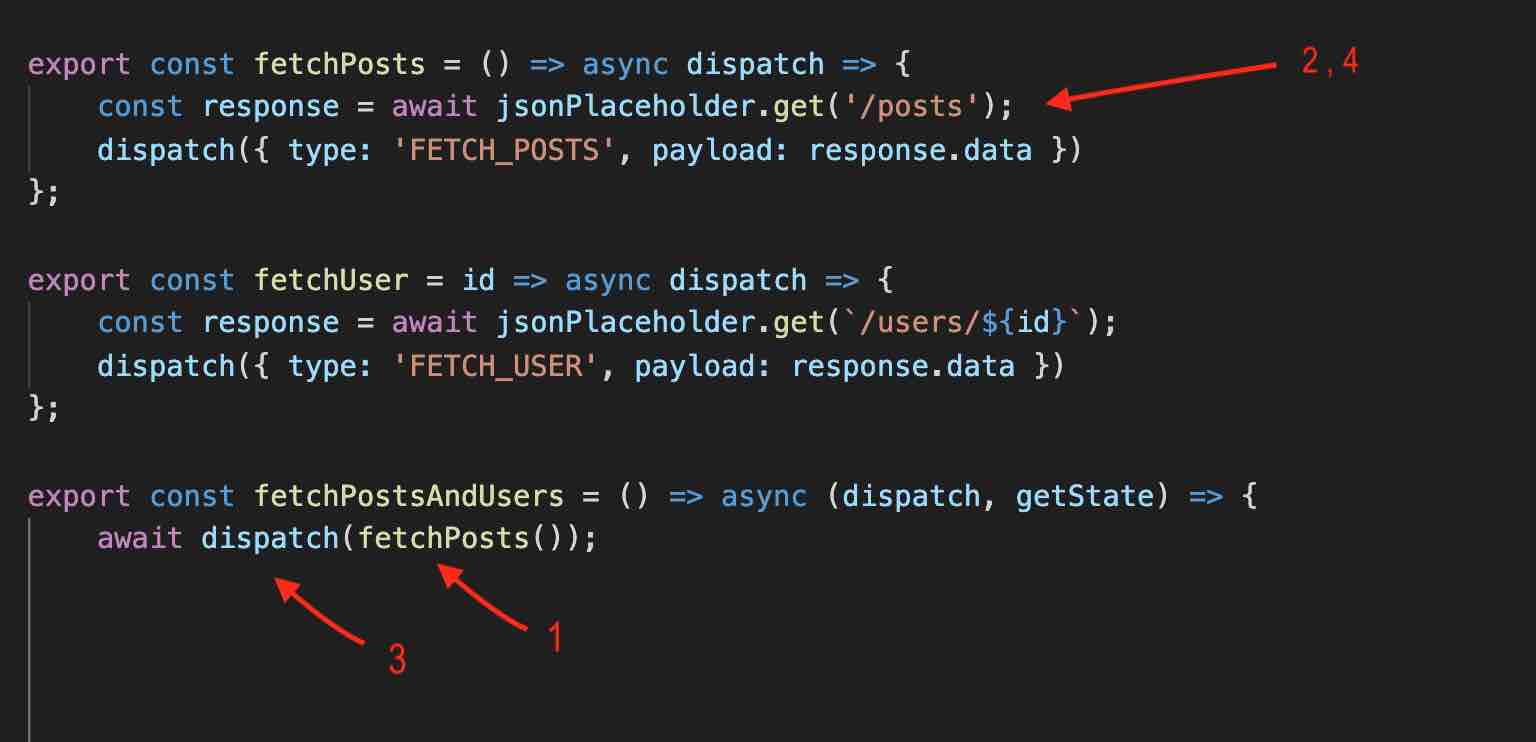 export const fetchPosts = () => async dispatch => {
2,4
const response = await jsonPlaceholder.get('/posts');
dispatch({ type: 'FETCH_POSTS', payload: response.data })
};
export const fetchUser = id => async dispatch => {
const response = await jsonPlaceholder.get(`/users/${id}`);
dispatch({ type: 'FETCH_USER', payload: response.data })
};
export const fetchPostsAndUsers = () => async (dispatch, getState) => {
await dispatch(fetchPosts());
1
3